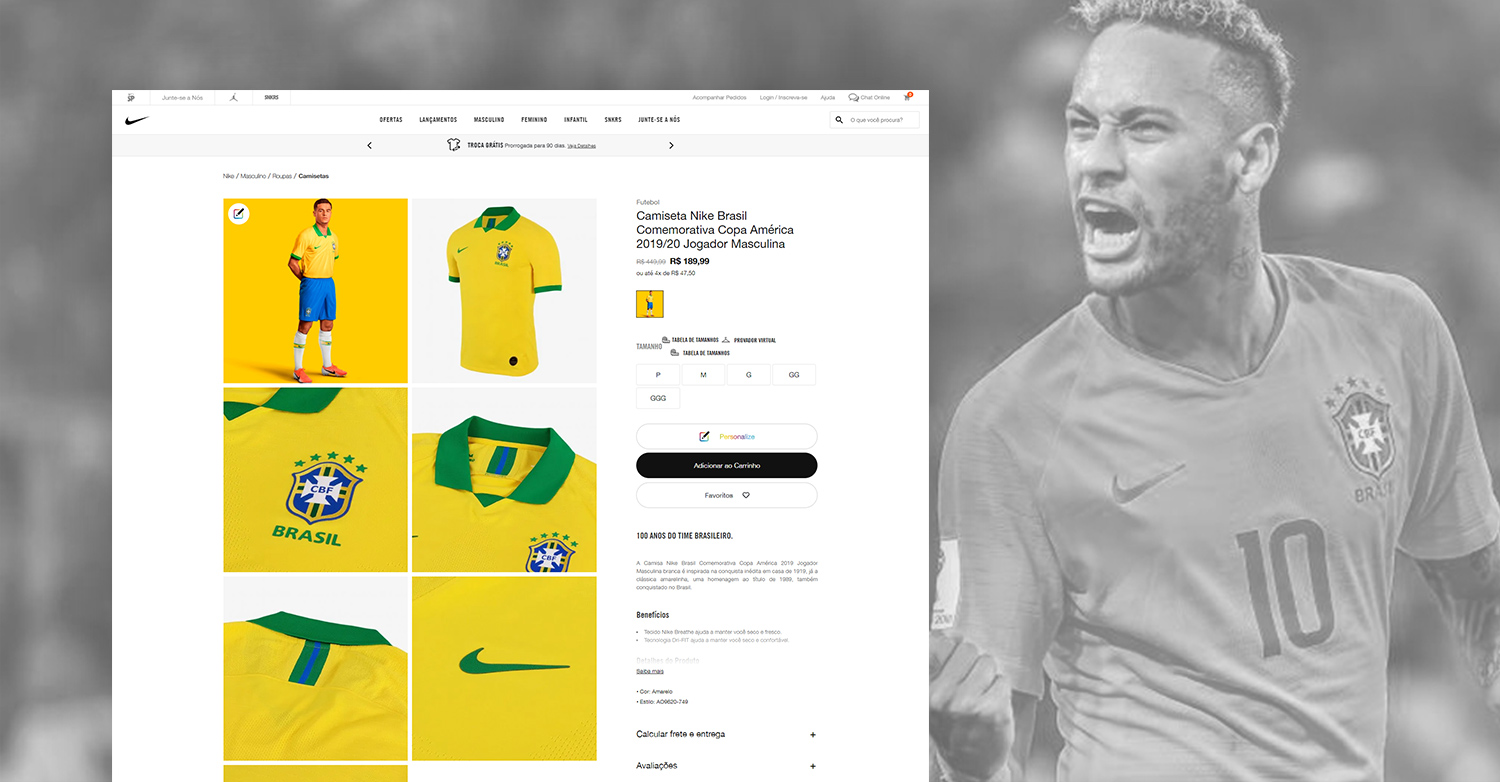 SP
Junte-se a Nós
SNKRS
Acompanhar Pedidos
Login / Inscreva-se
Ajuda
Chat Online
0
OFERTAS
LANÇAMENTOS
MASCULINO
FEMININO
INFANTIL
SNKRS
JUNTE-SE A NÓS
O que você procura?
TROCA GRÁTIS Prorrogada para 90 dias. Veja Detalhes
Nike / Masculino / Roupas / Camisetas
Futebol
Camiseta Nike Brasil
Comemorativa Copa América
2019/20 Jogador Masculina
R$ 449,99 R$ 189,99
ou até 4x de R$ 47,50
TAMANHO
TABELA DE TAMANHOS
PROVADOR VIRTUAL
TABELA DE TAMANHOS
P
M
G
GG
GGG
Personalize
Adicionar ao Carrinho
Favoritos
100 ANOS DO TIME BRASILEIRO.
A Camisa Nike Brasil Comemorativa Copa América 2019 Jogador
Masculina branca é inspirada na conquista inédita em casa de 1919, já a
clássica amarelinha, uma homenagem ao título de 1989, também
conquistado no Brasil.
Benefícios
• Tecido Nike Breathe ajuda a manter você seco e fresco.
• Tecnologia Dri-FIT ajuda a manter você seco e confortável.
Detalhes do Produto
Saiba mais
• Cor: Amarelo
• Estilo: AO9620-749
Calcular frete e entrega +
Avaliações +
BRASIL
CBF
BRASIL
CBF
CBF
BRASIL
10